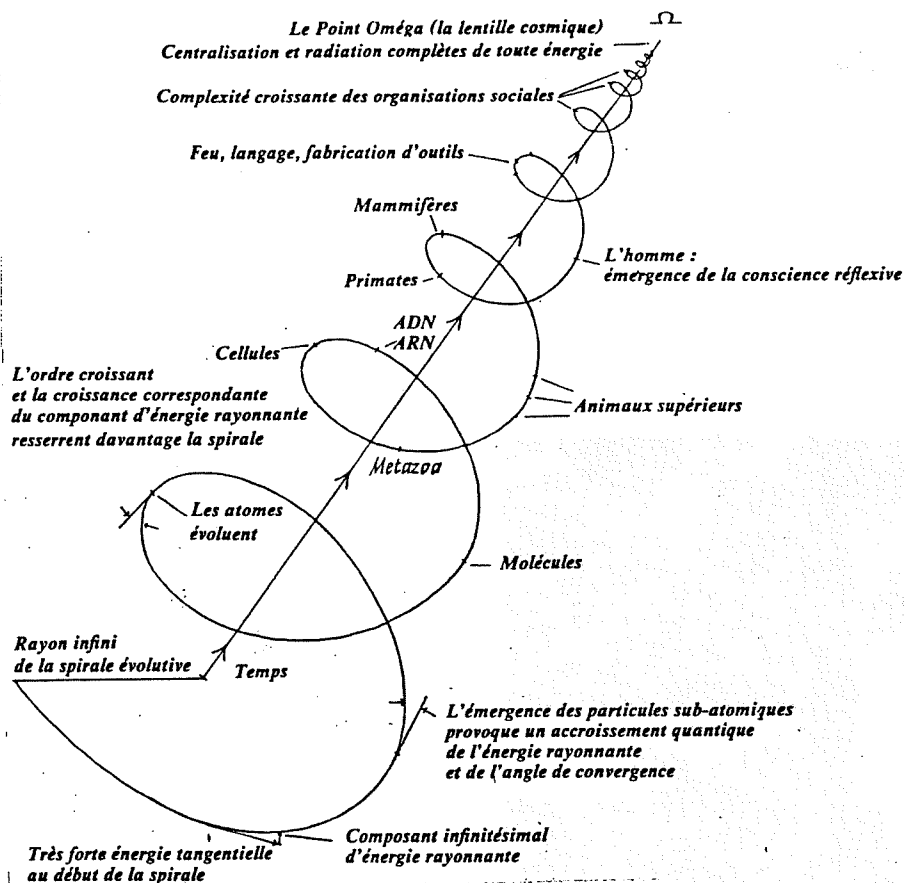 Ω
Le Point Oméga (la lentille cosmique)
Centralisation et radiation complètes de toute énergie
Complexité croissante des organisations sociales
Feu, langage, fabrication d'outils
Mammifères
L'homme :
émergence de la conscience réflexive
Primates
ADN
ARN
Cellules
L'ordre croissant
et la croissance correspondante
du componant d'énergie rayonnante
resserrent davantage la spirale
Animaux supérieurs
Metazoa
Les atomes
évoluent
Molécules
Rayon infini
de la spirale évolutive
Temps
L'émergence des particules sub-atomiques
provoque un accroissement quantique
de l'énergie rayonnante
et de l'angle de convergence
Composant infinitésimal
d'énergie rayonnante
Très forte énergie tangentielle
au début de la spirale